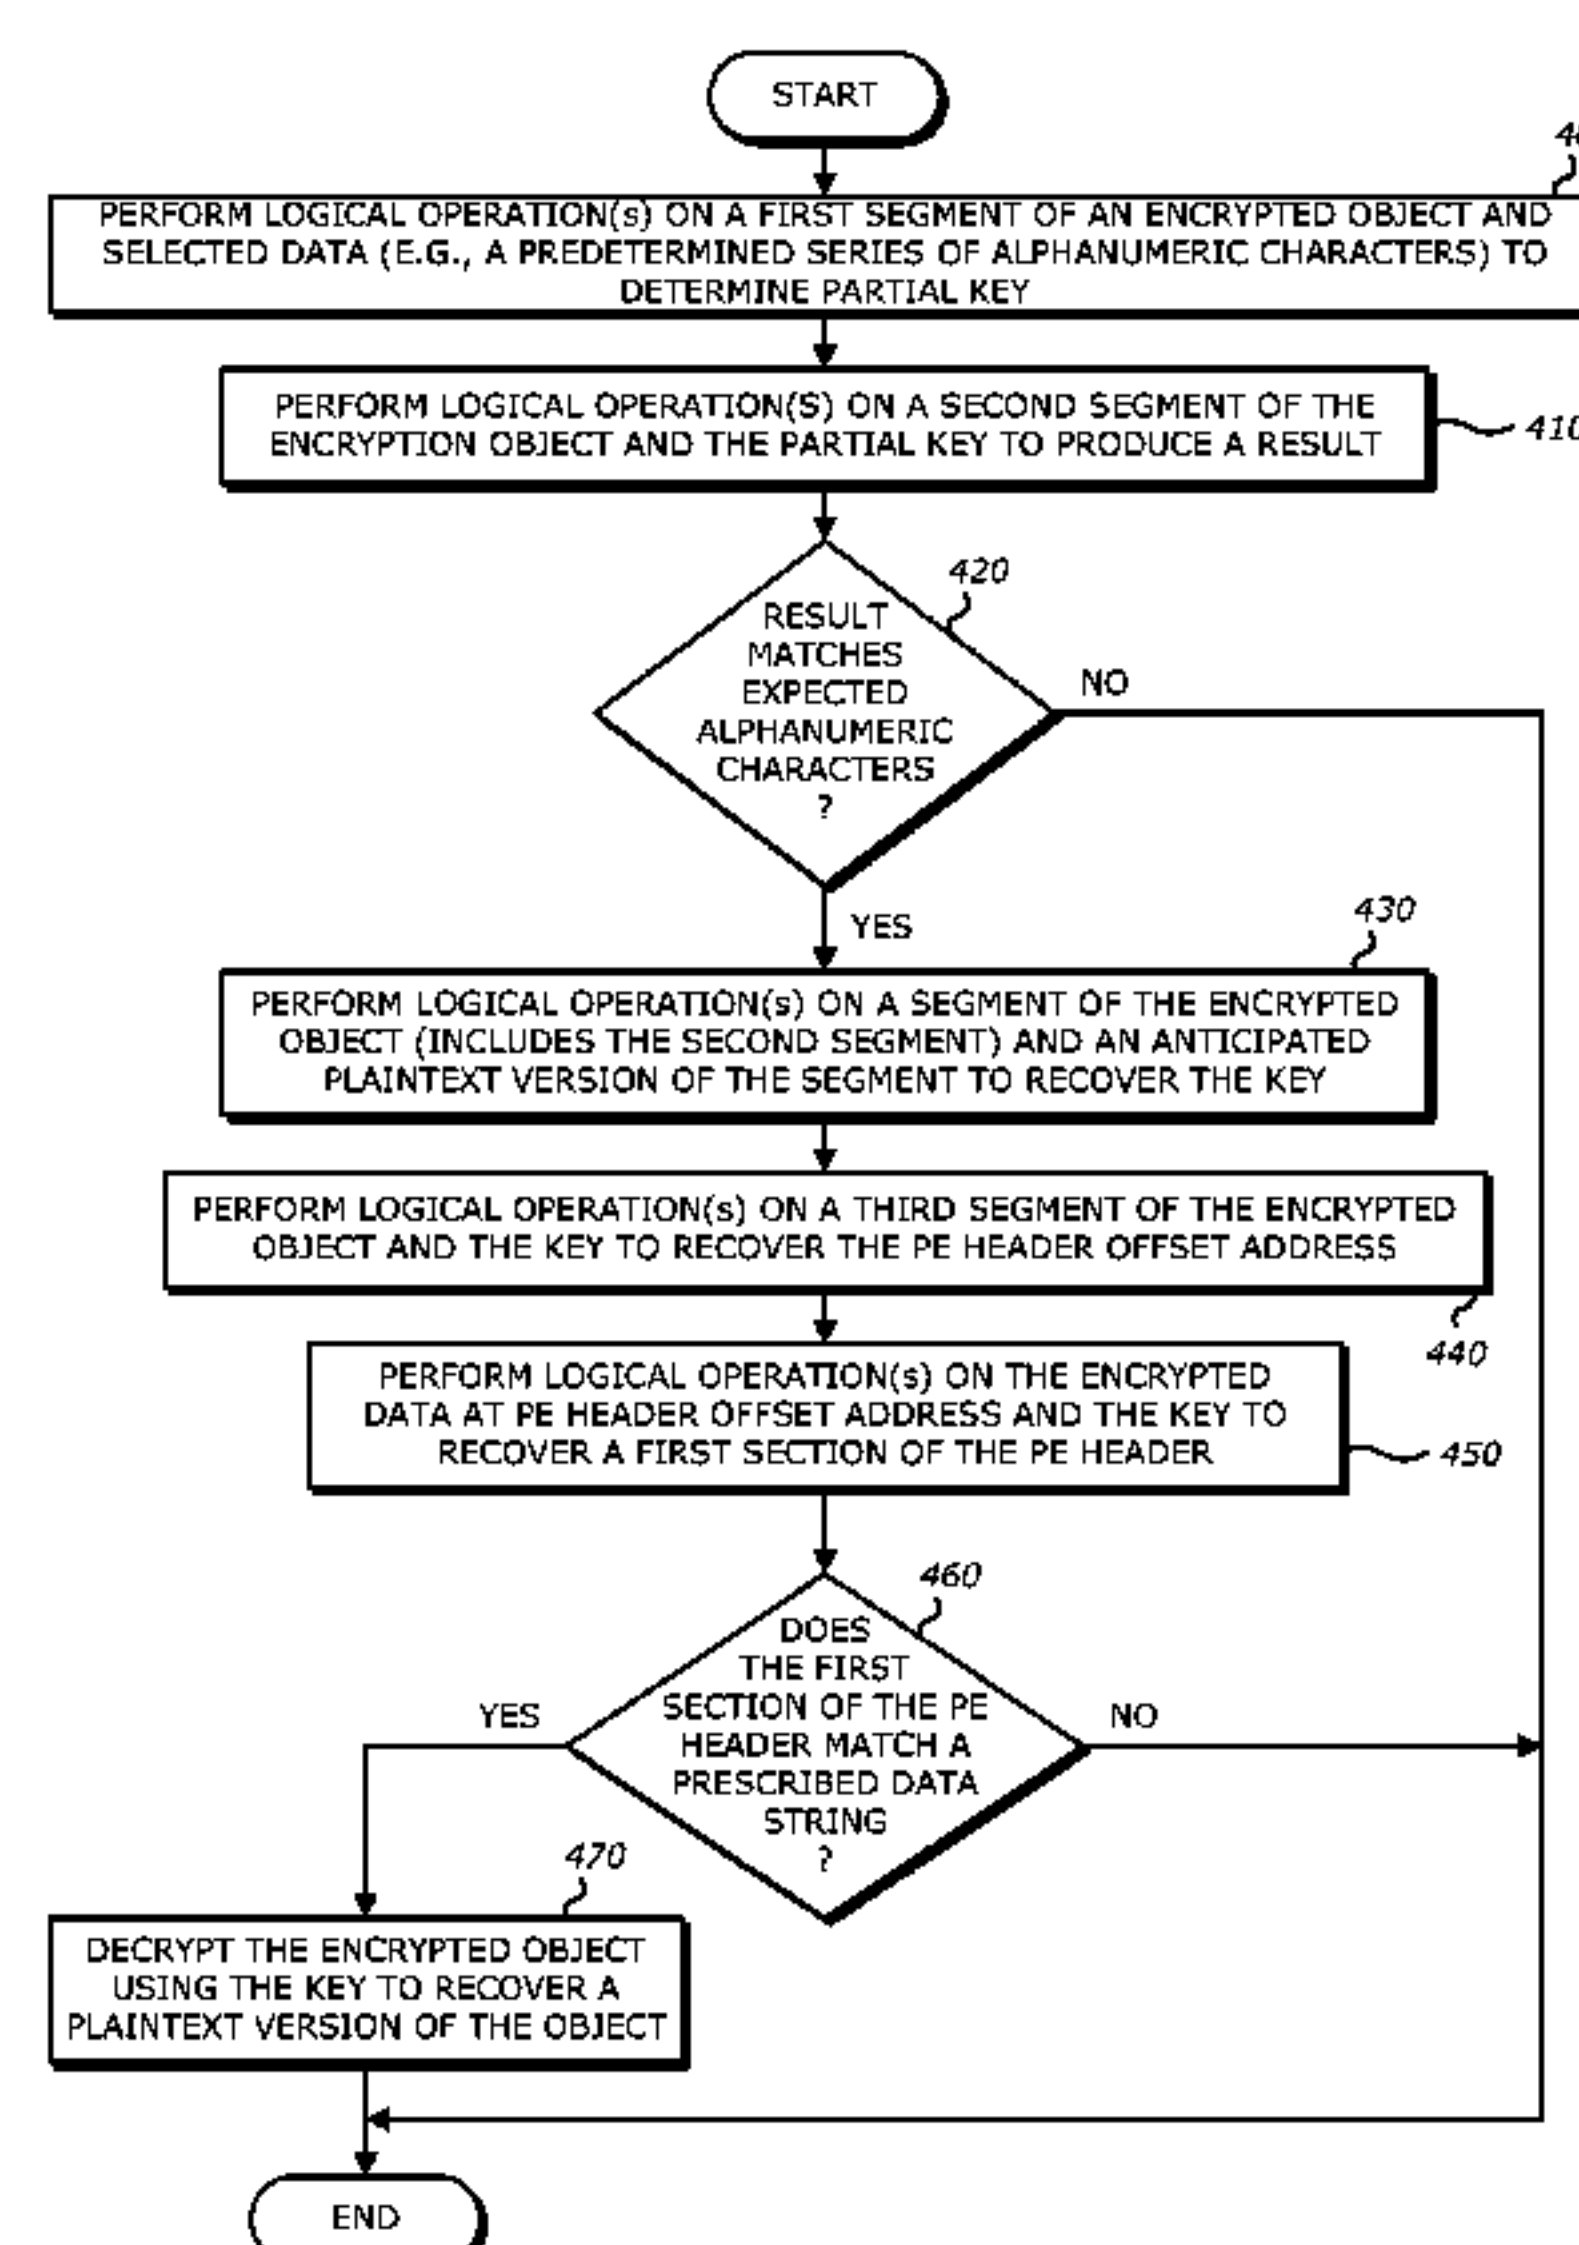 START
PERFORM LOGICAL OPERATION(s) ON A FIRST SEGMENT OF AN ENCRYPTED OBJECT AND
SELECTED DATA (E.G., A PREDETERMINED SERIES OF ALPHANUMERIC CHARACTERS) TO
DETERMINE PARTIAL KEY
PERFORM LOGICAL OPERATION(S) ON A SECOND SEGMENT OF THE
ENCRYPTION OBJECT AND THE PARTIAL KEY TO PRODUCE A RESULT
410
420
RESULT
MATCHES
EXPECTED
ALPHANUMERIC
CHARACTERS
?
NO
YES
430
PERFORM LOGICAL OPERATION(s) ON A SEGMENT OF THE ENCRYPTED
OBJECT (INCLUDES THE SECOND SEGMENT) AND AN ANTICIPATED
PLAINTEXT VERSION OF THE SEGMENT TO RECOVER THE KEY
PERFORM LOGICAL OPERATION(s) ON A THIRD SEGMENT OF THE ENCRYPTED
OBJECT AND THE KEY TO RECOVER THE PE HEADER OFFSET ADDRESS
440
PERFORM LOGICAL OPERATION(s) ON THE ENCRYPTED
DATA AT PE HEADER OFFSET ADDRESS AND THE KEY TO
RECOVER A FIRST SECTION OF THE PE HEADER
450
460
DOES
THE FIRST
SECTION OF THE PE
HEADER MATCH A
PRESCRIBED DATA
STRING
?
YES
NO
470
DECRYPT THE ENCRYPTED OBJECT
USING THE KEY TO RECOVER A
PLAINTEXT VERSION OF THE OBJECT
END